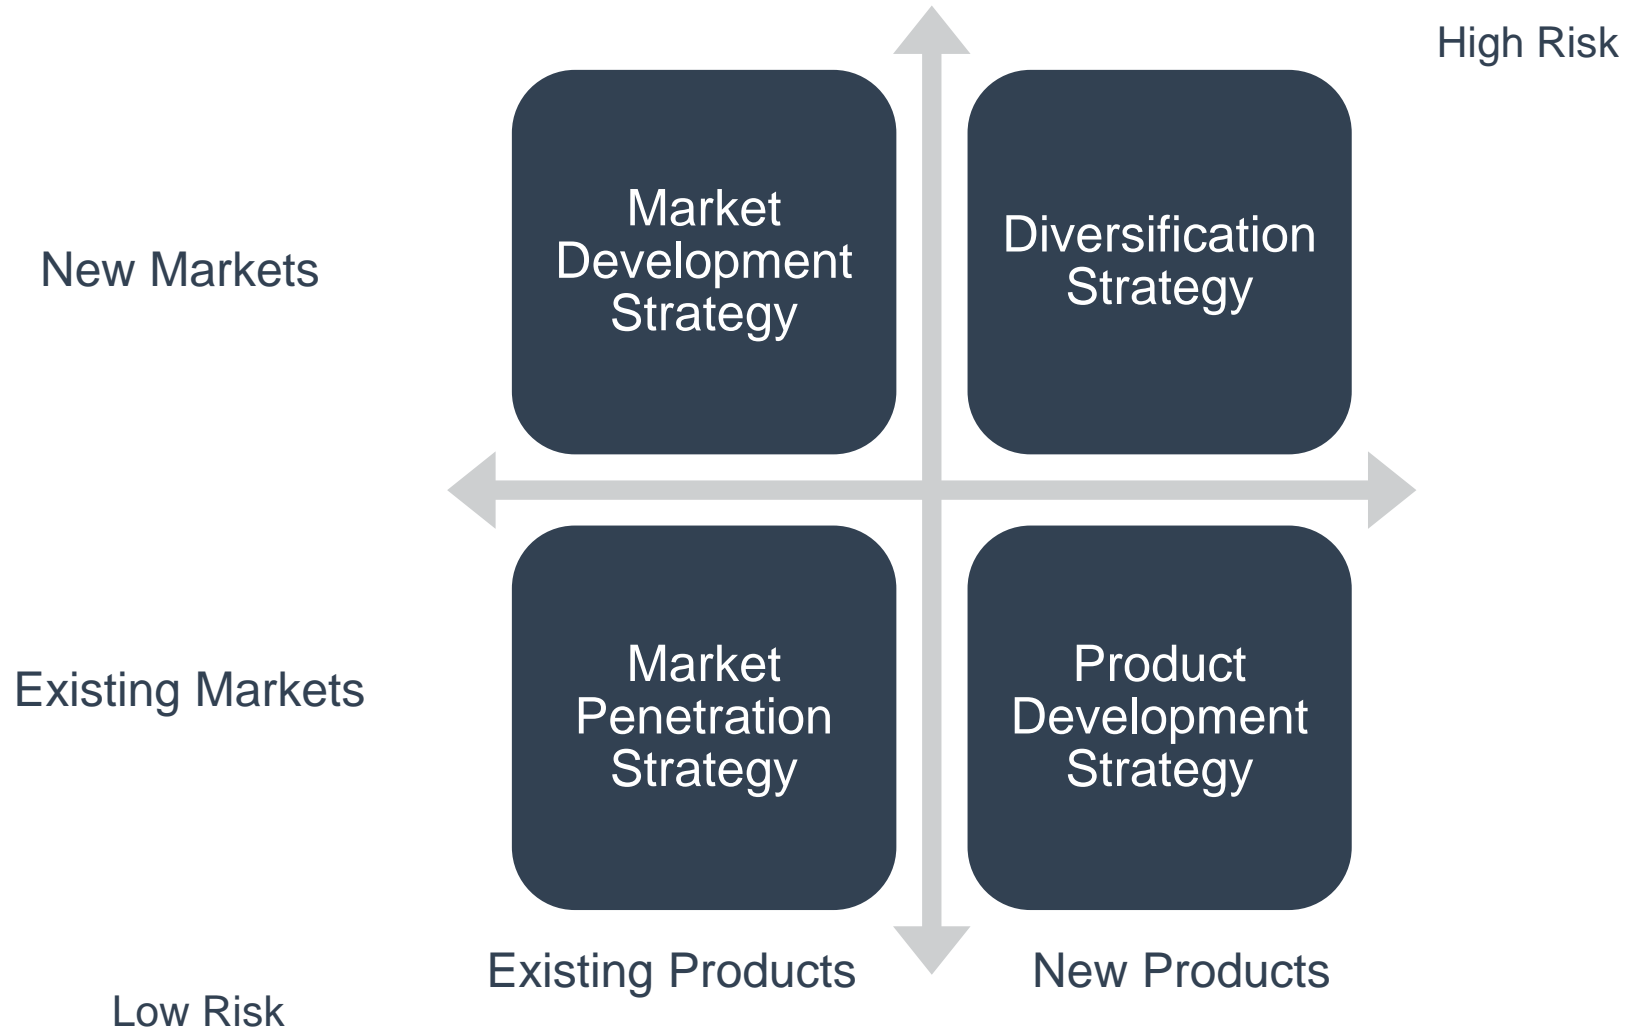 High Risk
New Markets
Market
Development
Strategy
Diversification
Strategy
Existing Markets
Market
Penetration
Strategy
Product
Development
Strategy
Existing Products
New Products
Low Risk